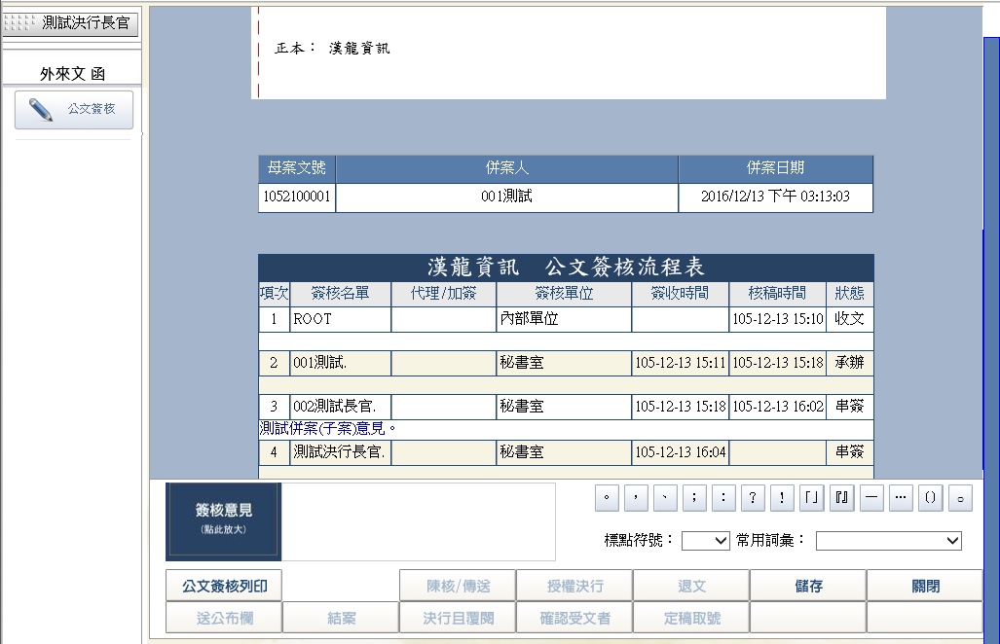 測試決行長官
外來文 函
公文簽核
正本： 漢龍資訊
母案文號 併案人 併案日期
1052100001 001測試 2016/12/13 下午 03:13:03
漢龍資訊 公文簽核流程表
項次 簽核名單 代理/加簽 簽核單位 簽收時間 核稿時間 狀態
1 ROOT 內部單位 105-12-13 15:10 收文
2 001測試. 秘書室 105-12-13 15:11 105-12-13 15:18 承辦
3 002測試長官. 秘書室 105-12-13 15:18 105-12-13 16:02 串簽
測試併案(子案)意見。
4 測試決行長官. 秘書室 105-12-13 16:04 串簽
簽核意見
(點此放大)
。 ， 、 ； ： ？ ！ 「」 『』 — … () ○
標點符號： 常用詞彙：
公文簽核列印 陳核/傳送 授權決行 退文 儲存 關閉
送公布欄 結案 決行且覆閱 確認受文者 定稿取號